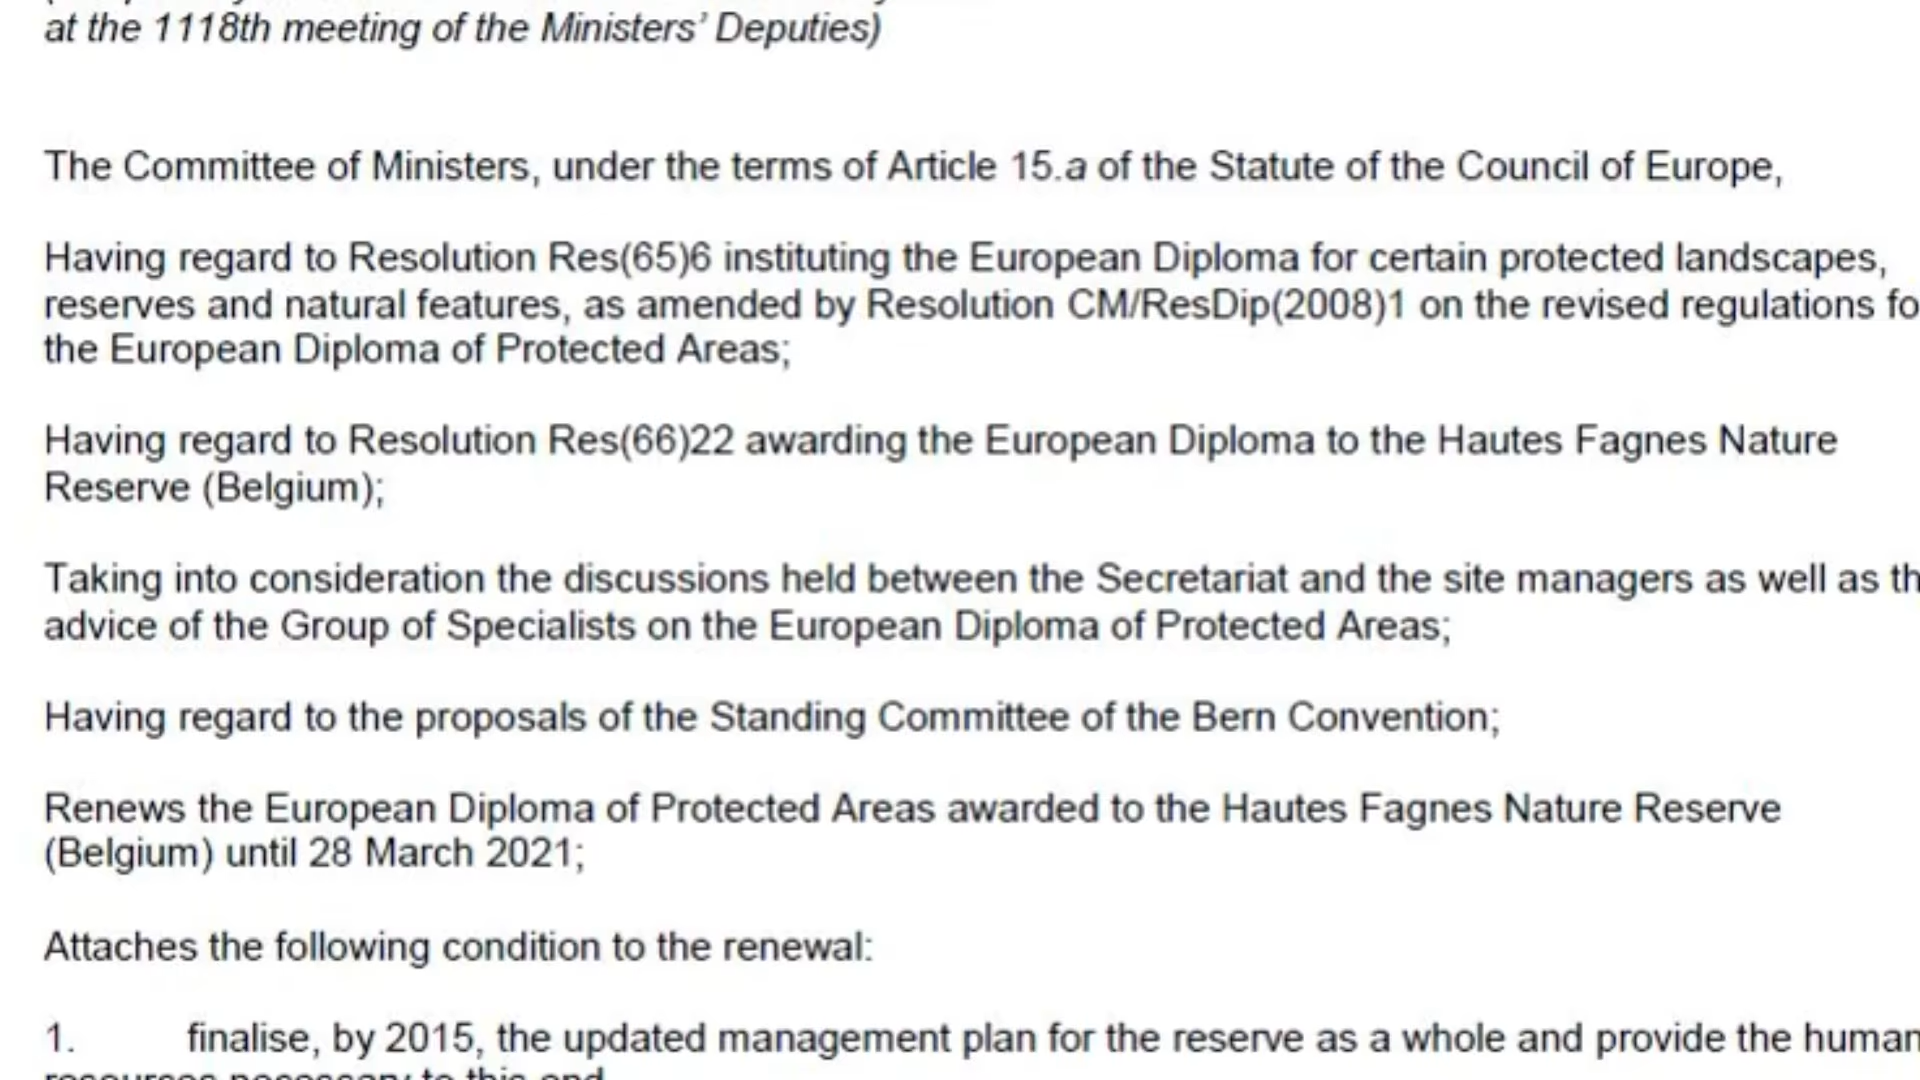 at the 1118th meeting of the Ministers' Deputies)
The Committee of Ministers, under the terms of Article 15.a of the Statute of the Council of Europe,
Having regard to Resolution Res(65)6 instituting the European Diploma for certain protected landscapes,
reserves and natural features, as amended by Resolution CM/ResDip(2008)1 on the revised regulations fo
the European Diploma of Protected Areas;
Having regard to Resolution Res(66)22 awarding the European Diploma to the Hautes Fagnes Nature
Reserve (Belgium);
Taking into consideration the discussions held between the Secretariat and the site managers as well as th
advice of the Group of Specialists on the European Diploma of Protected Areas;
Having regard to the proposals of the Standing Committee of the Bern Convention;
Renews the European Diploma of Protected Areas awarded to the Hautes Fagnes Nature Reserve
(Belgium) until 28 March 2021;
Attaches the following condition to the renewal:
1. finalise, by 2015, the updated management plan for the reserve as a whole and provide the human
resources necessary to this end